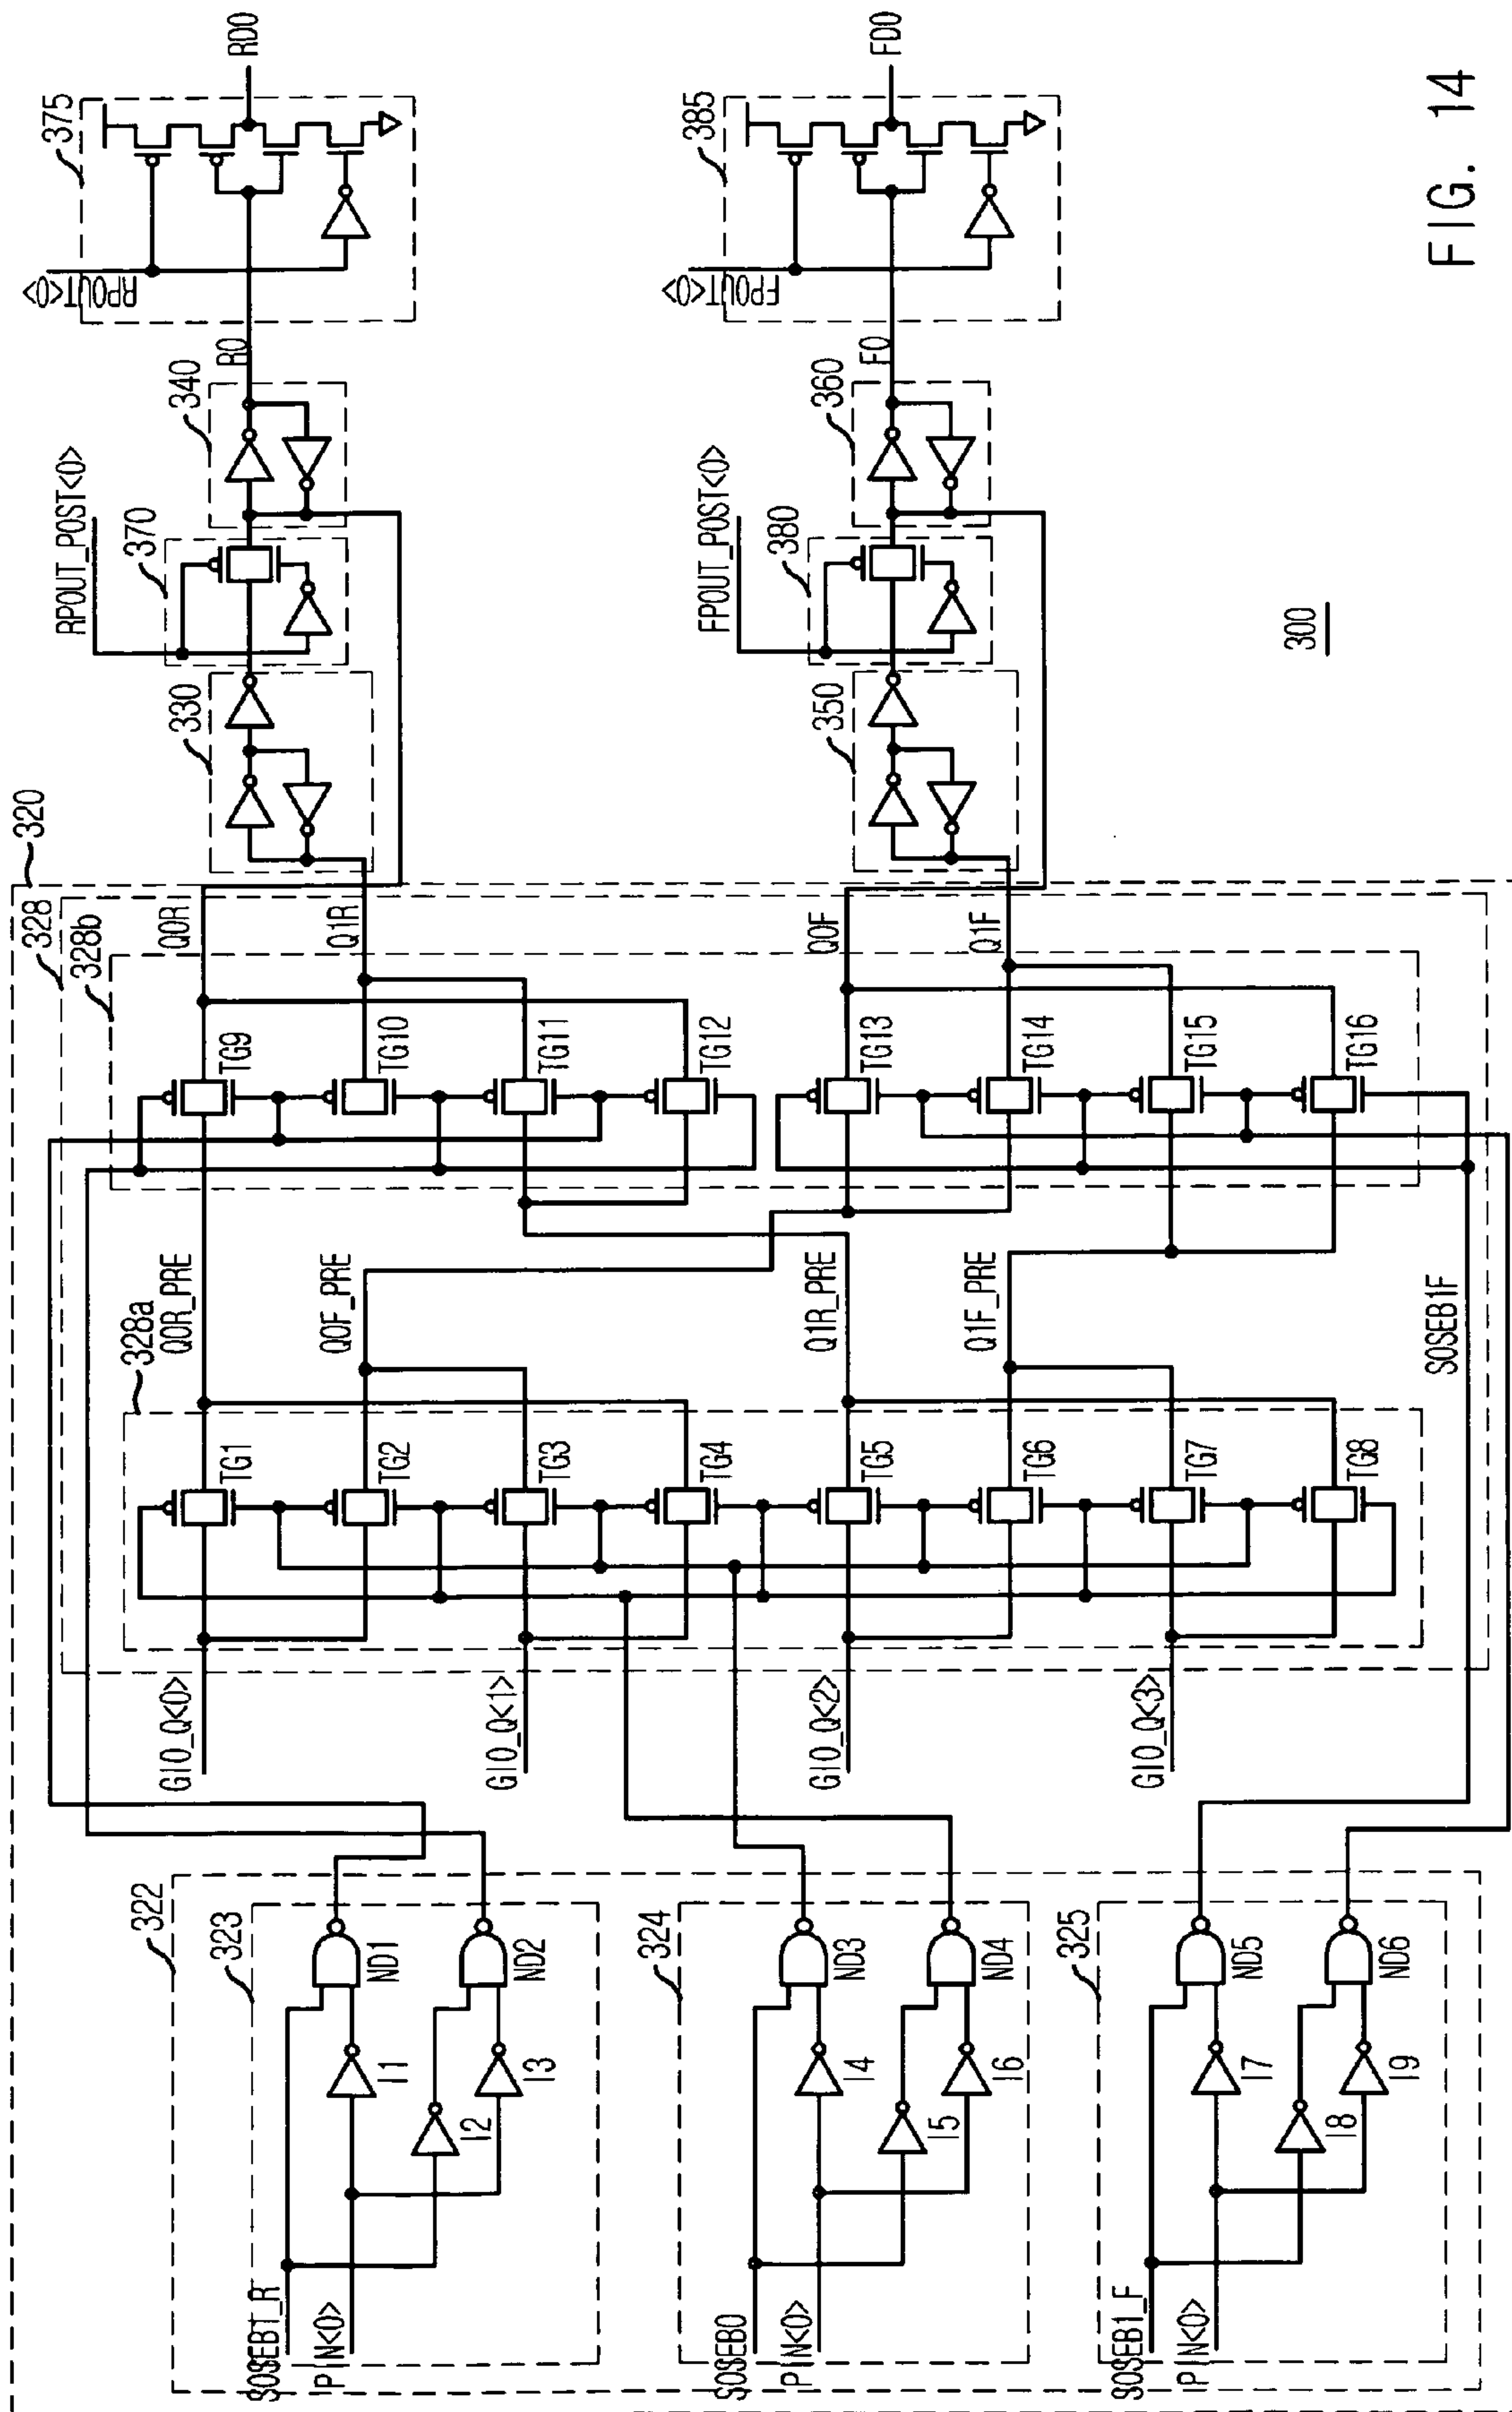 320
328
328b
328a
322
323
SOSEB1_R
PIN<0>
I1
I2
I3
ND1
ND2
324
SOSEB0
PIN<0>
I4
I5
I6
ND3
ND4
325
SOSEB1_F
PIN<0>
I7
I8
I9
ND5
ND6
GIO_Q<0>
GIO_Q<1>
GIO_Q<2>
GIO_Q<3>
TG1
TG2
TG3
TG4
TG5
TG6
TG7
TG8
Q0R_PRE
Q0F_PRE
Q1R_PRE
Q1F_PRE
SOSEB1F
TG9
TG10
TG11
TG12
TG13
TG14
TG15
TG16
Q0R
Q1R
Q0F
Q1F
330
370
RPOUT_POST<0>
340
R0
RPOUT<0>
375
RD0
350
380
FPOUT_POST<0>
360
F0
FPOUT<0>
385
FD0
300
FIG. 14